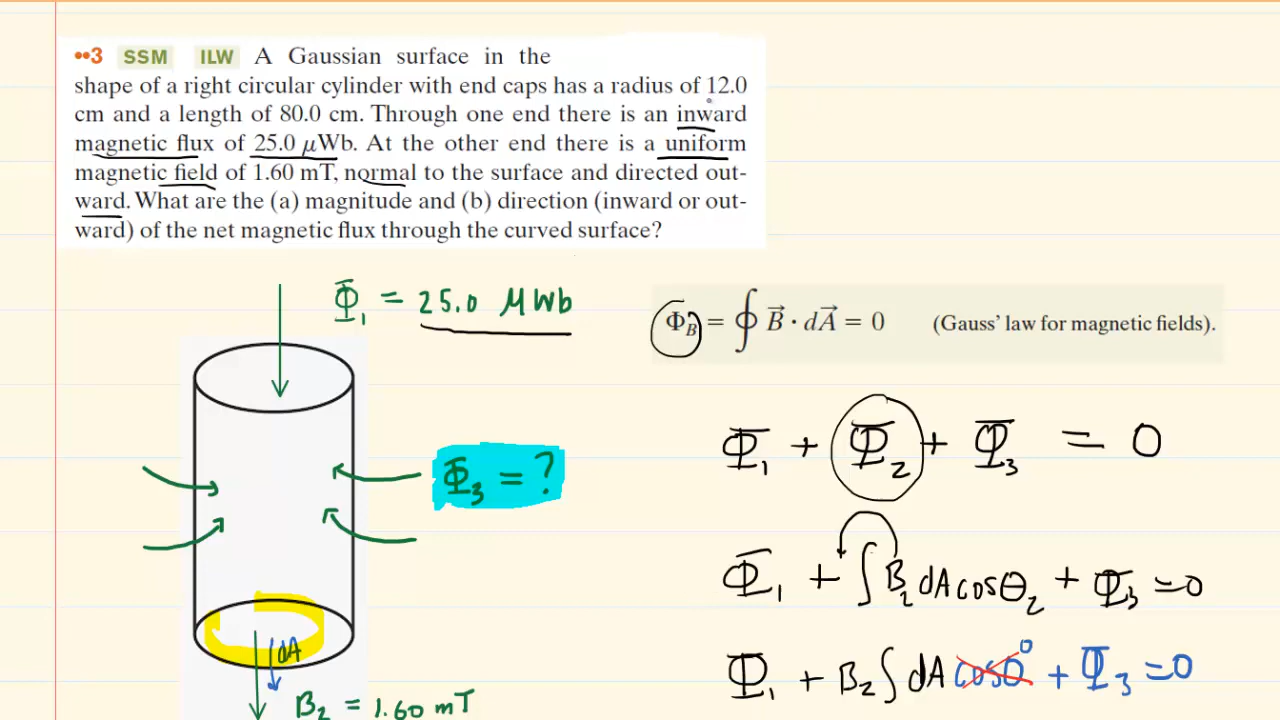 ••3 SSM ILW A Gaussian surface in the
shape of a right circular cylinder with end caps has a radius of 12.0
cm and a length of 80.0 cm. Through one end there is an inward
magnetic flux of 25.0 μWb. At the other end there is a uniform
magnetic field of 1.60 mT, normal to the surface and directed out-
ward. What are the (a) magnitude and (b) direction (inward or out-
ward) of the net magnetic flux through the curved surface?
Φ₁ = 25.0 μWb
Φ_B = ∮ B⃗ · dA⃗ = 0 (Gauss' law for magnetic fields).
Φ₁ + Φ₂ + Φ₃ = 0
Φ₃ = ?
Φ₁ + ∫ B₂ dA cos θ₂ + Φ₃ = 0
dA
Φ₁ + B₂ ∫ dA cos 0° + Φ₃ = 0
B₂ = 1.60 mT